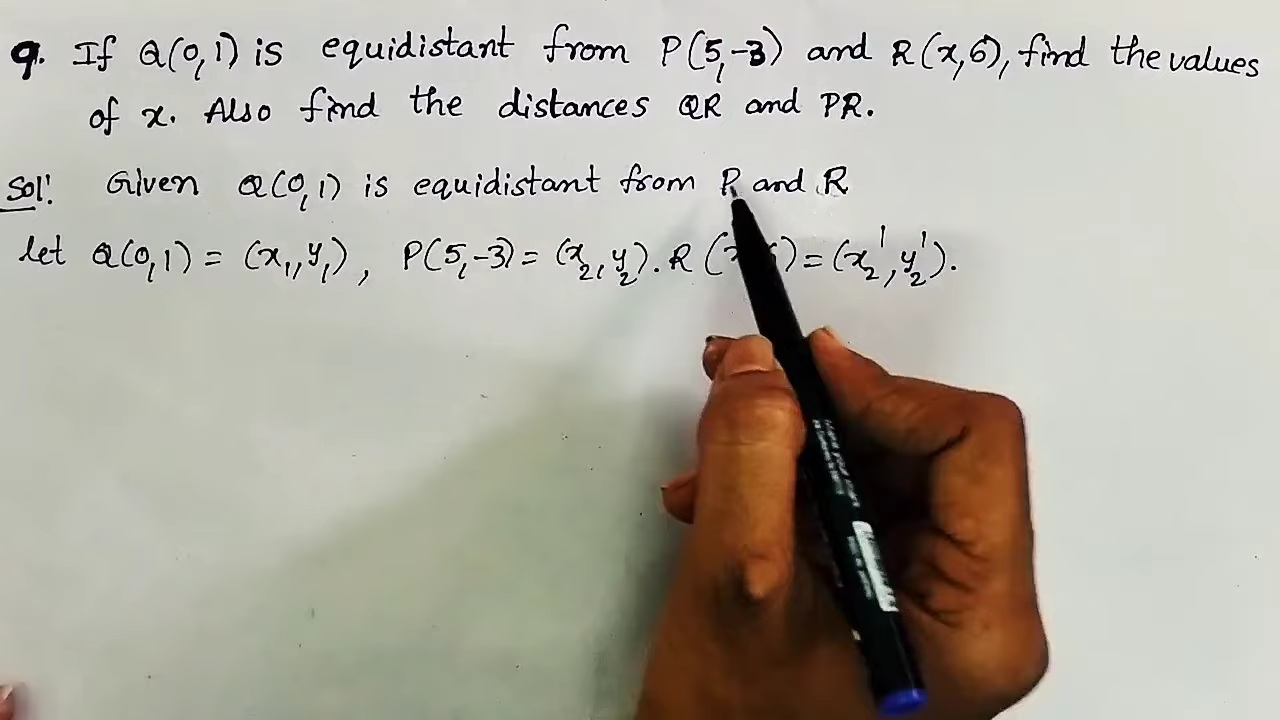 9. If Q(0,1) is equidistant from P(5,-3) and R(x,6), find the values
of x. Also find the distances QR and PR.
Sol! Given Q(0,1) is equidistant from P and R
let Q(0,1) = (x₁,y₁), P(5,-3) = (x₂,y₂). R ( ) = (x₂',y₂').